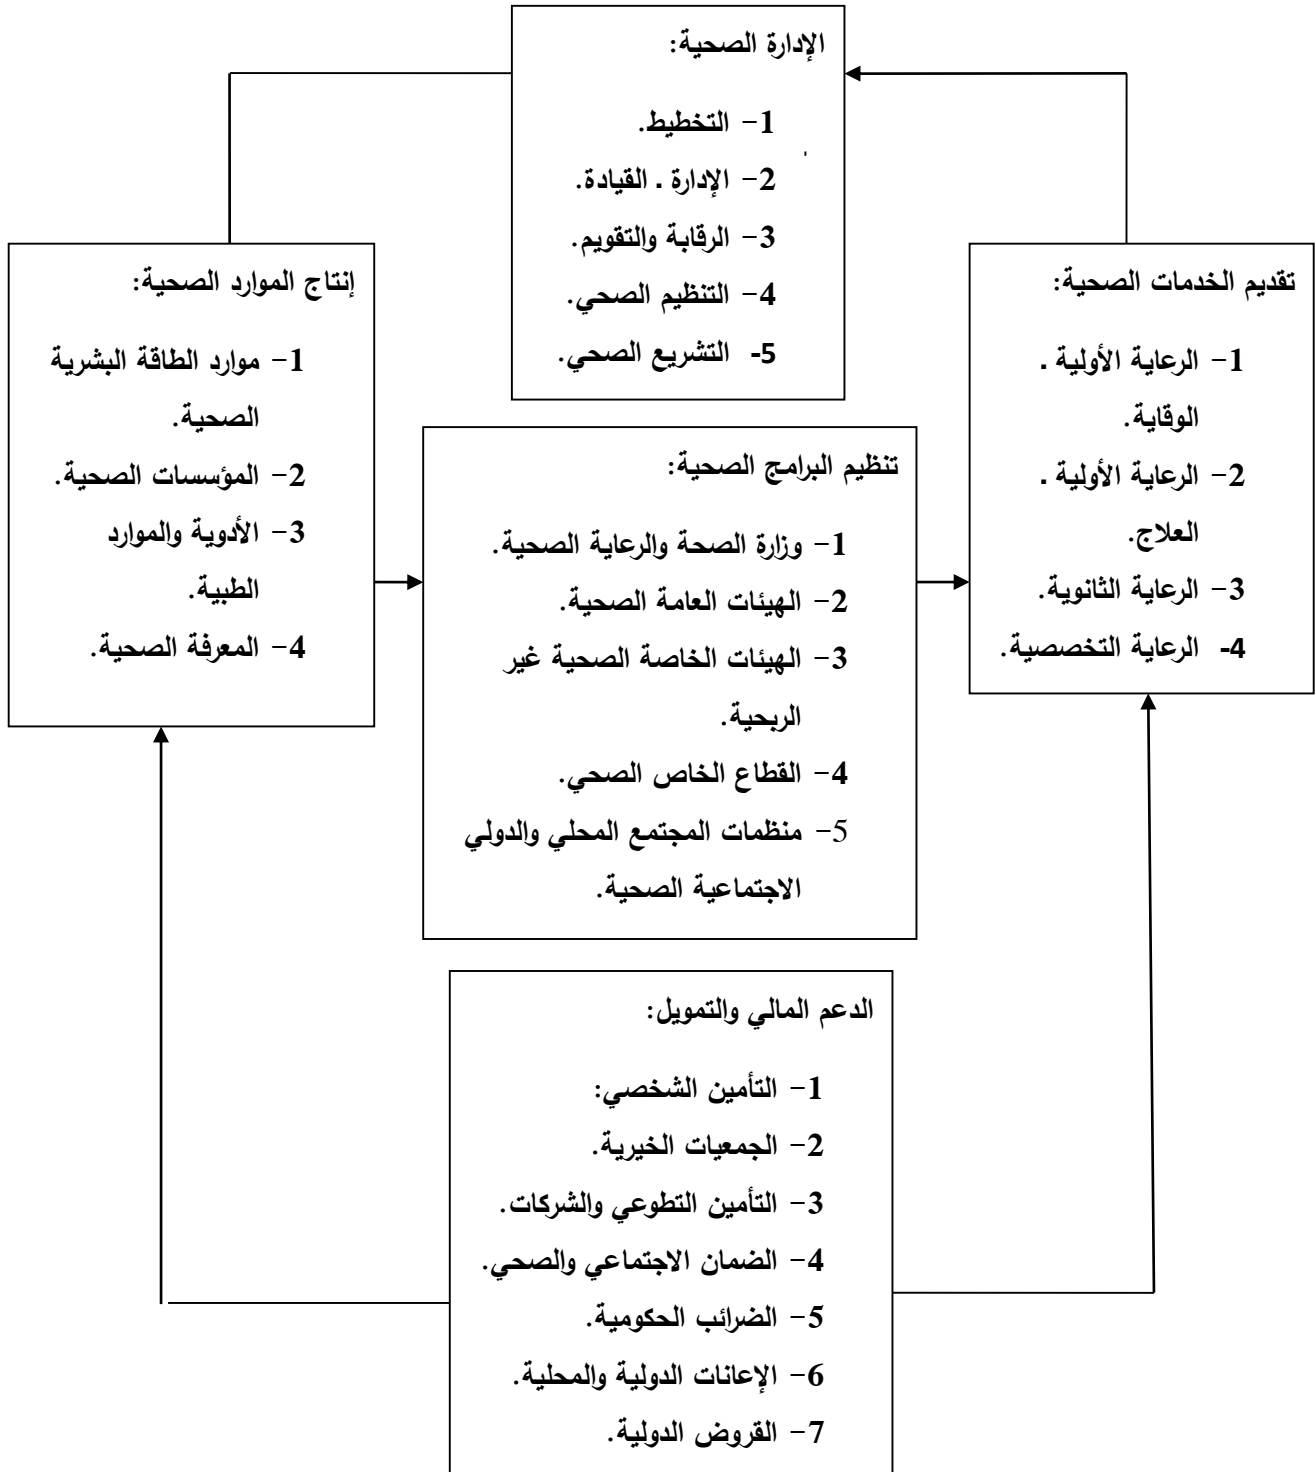 الإدارة الصحية:
1- التخطيط.
2- الإدارة . القيادة.
3- الرقابة والتقويم.
4- التنظيم الصحي.
5- التشريع الصحي.
تقديم الخدمات الصحية:
1- الرعاية الأولية .
الوقاية.
2- الرعاية الأولية .
العلاج.
3- الرعاية الثانوية.
4- الرعاية التخصصية.
تنظيم البرامج الصحية:
1- وزارة الصحة والرعاية الصحية.
2- الهيئات العامة الصحية.
3- الهيئات الخاصة الصحية غير
الربحية.
4- القطاع الخاص الصحي.
5- منظمات المجتمع المحلي والدولي
الاجتماعية الصحية.
إنتاج الموارد الصحية:
1- موارد الطاقة البشرية
الصحية.
2- المؤسسات الصحية.
3- الأدوية والموارد
الطبية.
4- المعرفة الصحية.
الدعم المالي والتمويل:
1- التأمين الشخصي:
2- الجمعيات الخيرية.
3- التأمين التطوعي والشركات.
4- الضمان الاجتماعي والصحي.
5- الضرائب الحكومية.
6- الإعانات الدولية والمحلية.
7- القروض الدولية.